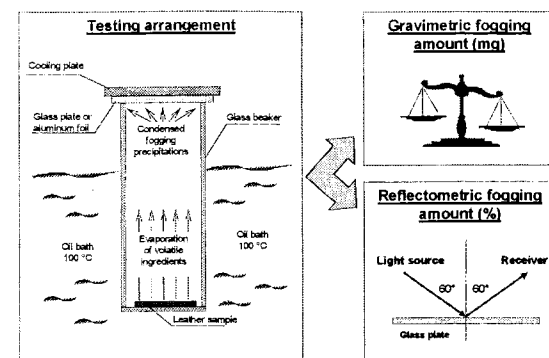 Testing arrangement
Cooling plate
Glass plate or
aluminum foil
Condensed
fogging
precipitations
Glass beaker
Evaporation
of volatile
ingredients
Oil bath
100 °C
Oil bath
100 °C
Leather sample
Gravimetric fogging
amount (mg)
Reflectometric fogging
amount (%)
Light source
Receiver
60°
60°
Glass plate